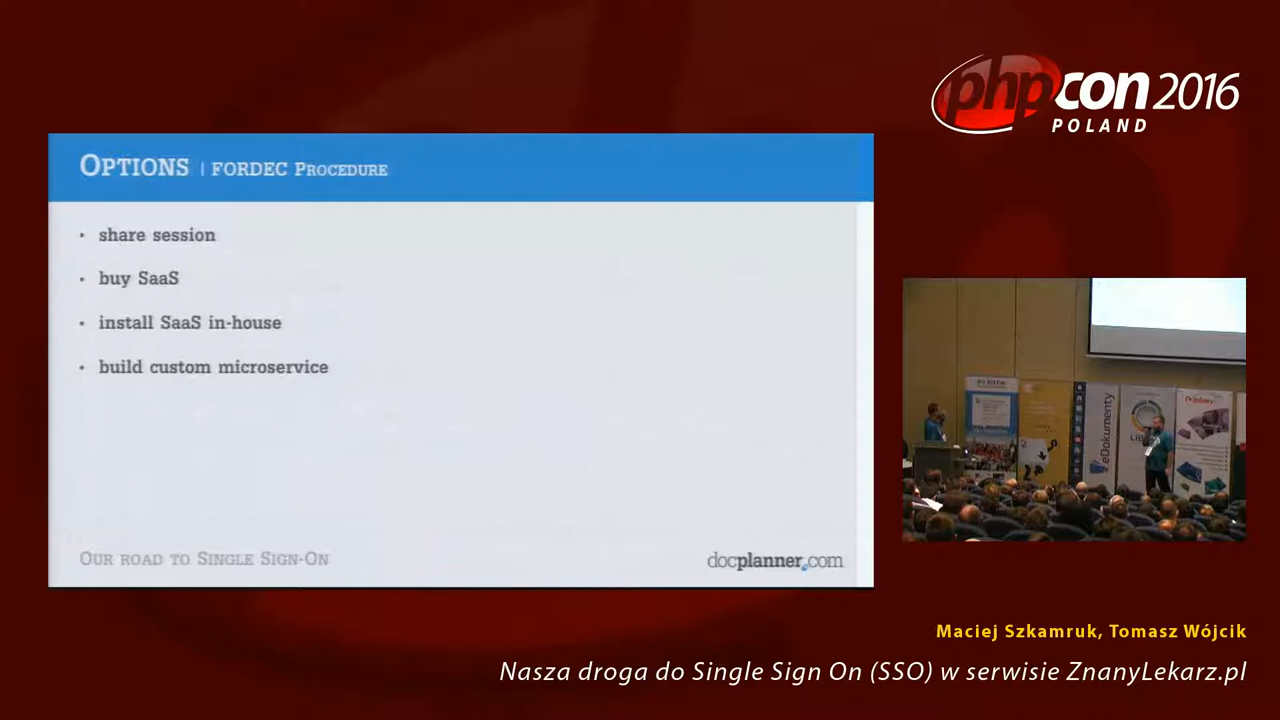 phpcon 2016
POLAND
OPTIONS | FORDEC PROCEDURE
• share session
• buy SaaS
• install SaaS in-house
• build custom microservice
OUR ROAD TO SINGLE SIGN-ON
docplanner.com
eDokumenty
Maciej Szkamruk, Tomasz Wójcik
Nasza droga do Single Sign On (SSO) w serwisie ZnanyLekarz.pl